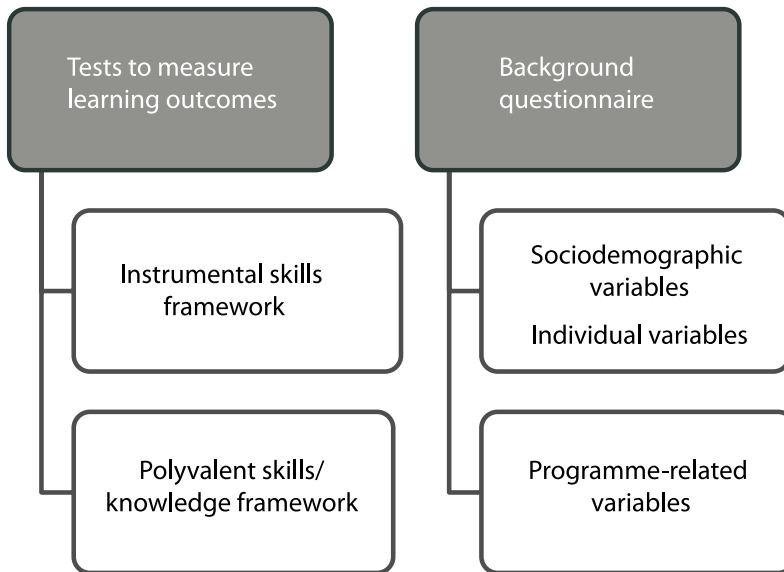 Tests to measure
learning outcomes
Instrumental skills
framework
Polyvalent skills/
knowledge framework
Background
questionnaire
Sociodemographic
variables
Individual variables
Programme-related
variables